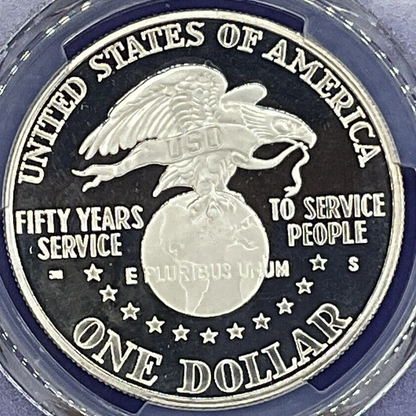 UNITED STATES OF AMERICA
USO
FIFTY YEARS
SERVICE
TO SERVICE
PEOPLE
E PLURIBUS UNUM
S
ONE DOLLAR